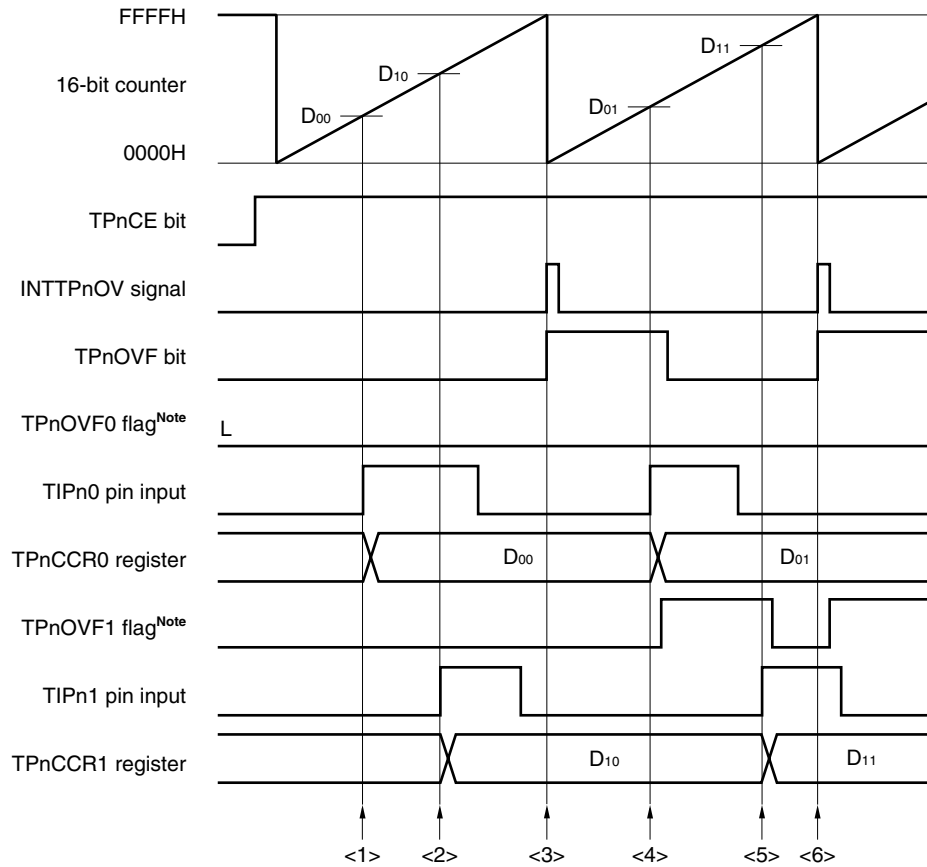 FFFFH
D11
D10
16-bit counter
D01
D00
0000H
TPnCE bit
INTTPnOV signal
TPnOVF bit
TPnOVF0 flagNote
L
TIPn0 pin input
TPnCCR0 register
D00
D01
TPnOVF1 flagNote
TIPn1 pin input
TPnCCR1 register
D10
D11
<1> <2> <3> <4> <5> <6>